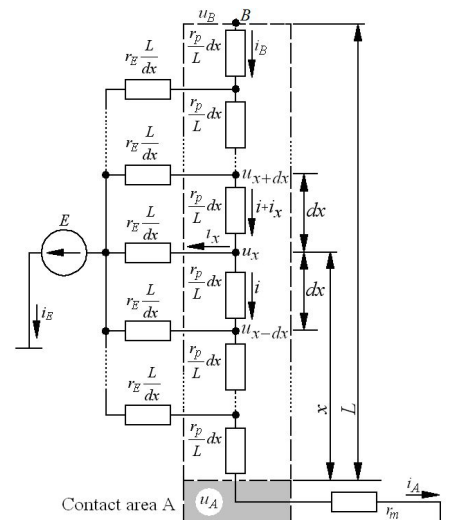 u_B B
r_p/L dx i_B
r_E L/dx
r_p/L dx
r_E L/dx u_{x+dx}
r_p/L dx i+i_x dx
r_E L/dx i_x
E u_x
r_p/L dx i dx
i_E r_E L/dx u_{x–dx}
r_p/L dx
r_E L/dx
x L
r_p/L dx
i_A
Contact area A u_A
r_m